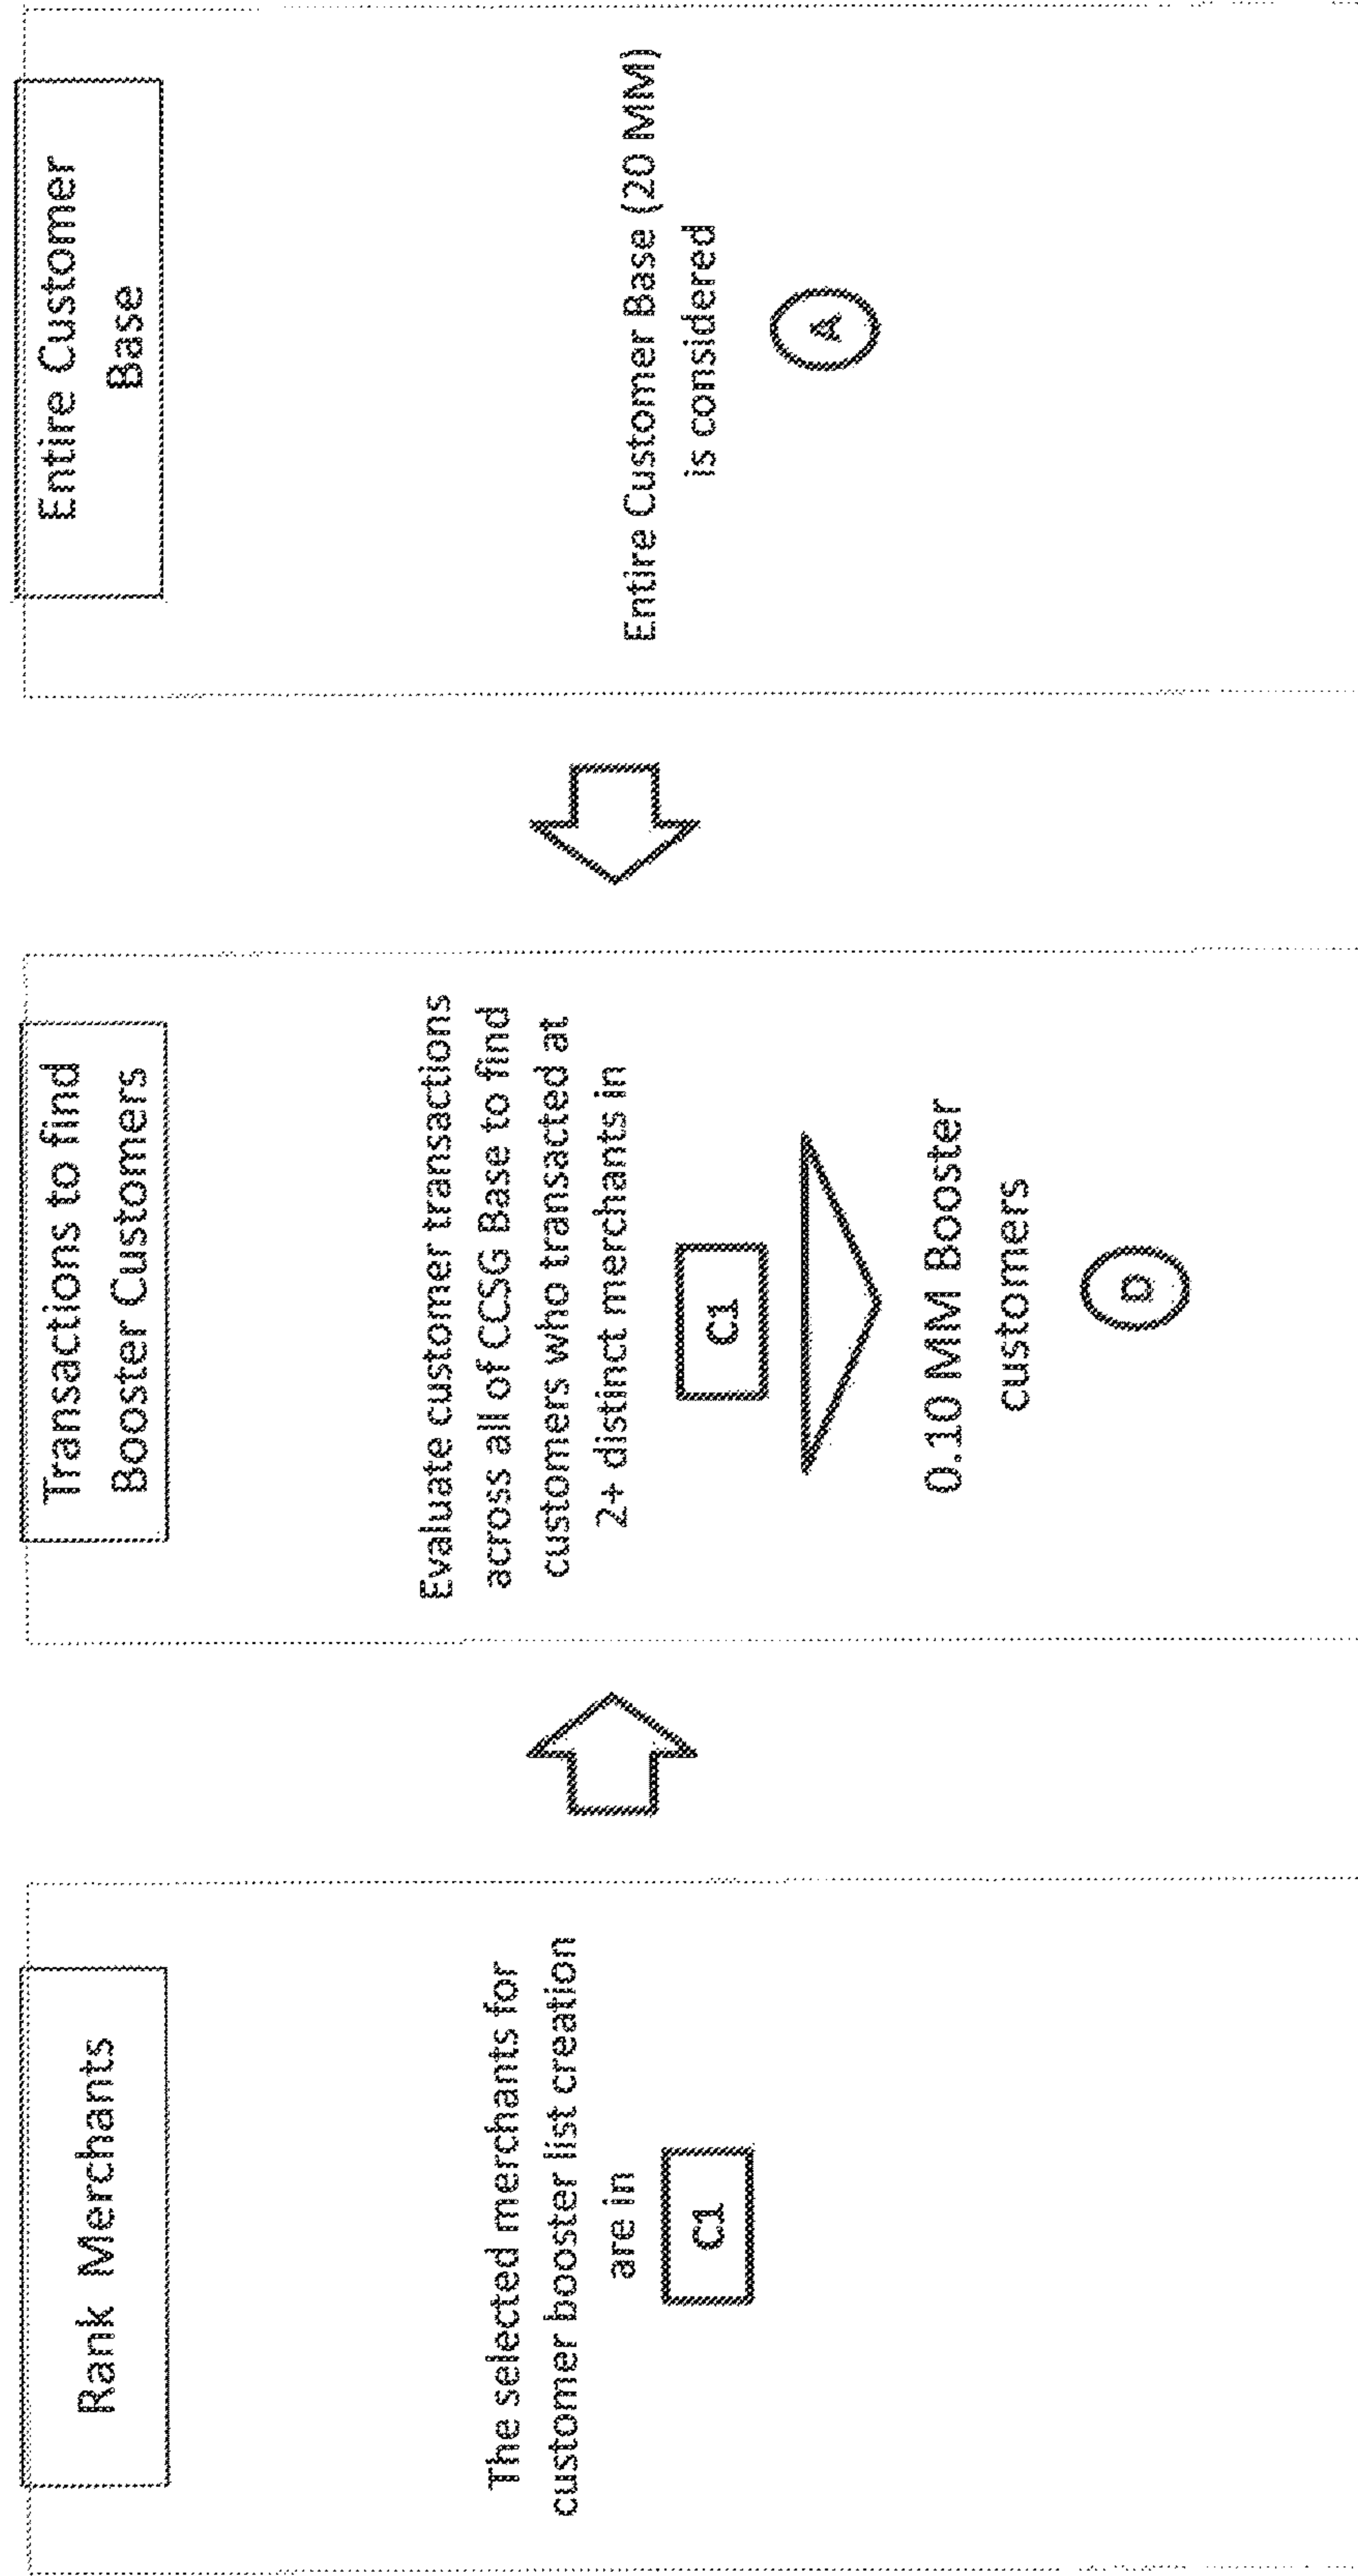 Rank Merchants
The selected merchants for
customer booster list creation
are in
C1
Transactions to find
Booster Customers
Evaluate customer transactions
across all of CCSG Base to find
customers who transacted at
2+ distinct merchants in
C1
0.10 MM Booster
customers
D
Entire Customer
Base
Entire Customer Base (20 MM)
is considered
A